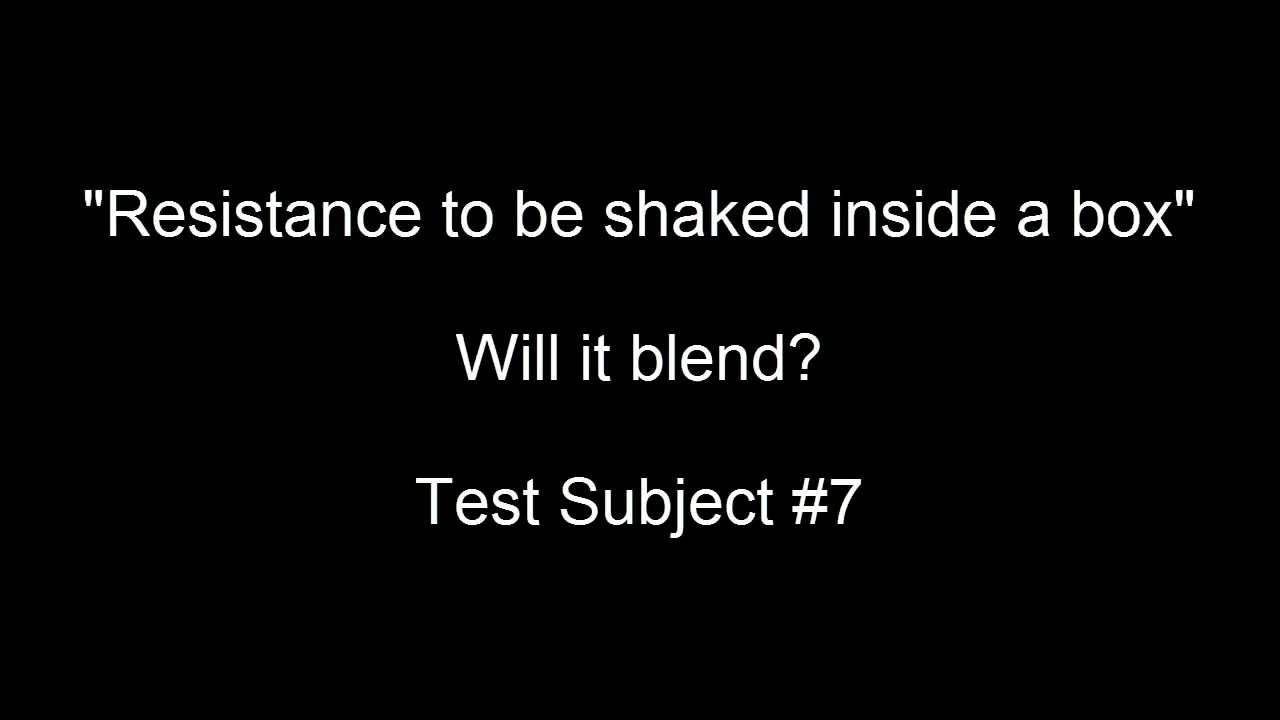 "Resistance to be shaked inside a box"
Will it blend?
Test Subject #7